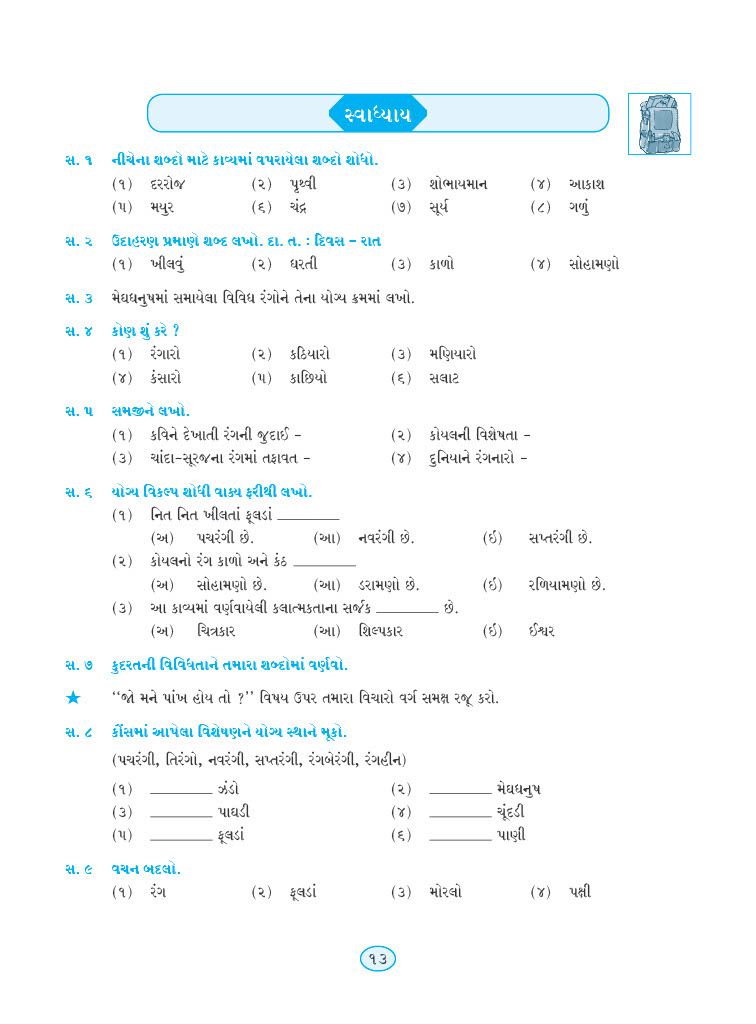 સ્વાધ્યાય
સ. ૧ નીચેના શબ્દો માટે કાવ્યમાં વપરાયેલા શબ્દો શોધો.
(૧) દરરોજ (૨) પૃથ્વી (૩) શોભાયમાન (૪) આકાશ
(૫) મયુર (૬) ચંદ્ર (૭) સૂર્ય (૮) ગળું
સ. ૨ ઉદાહરણ પ્રમાણે શબ્દ લખો. દા. ત. : દિવસ – રાત
(૧) ખીલવું (૨) ધરતી (૩) કાળો (૪) સોહામણો
સ. ૩ મેઘધનુષમાં સમાયેલા વિવિધ રંગોને તેના યોગ્ય ક્રમમાં લખો.
સ. ૪ કોણ શું કરે ?
(૧) રંગારો (૨) કઠિયારો (૩) મણિયારો
(૪) કંસારો (૫) કાછિયો (૬) સલાટ
સ. ૫ સમજીને લખો.
(૧) કવિને દેખાતી રંગની જુદાઈ – (૨) કોયલની વિશેષતા –
(૩) ચાંદા–સૂરજના રંગમાં તફાવત – (૪) દુનિયાને રંગનારો –
સ. ૬ યોગ્ય વિકલ્પ શોધી વાક્ય ફરીથી લખો.
(૧) નિત નિત ખીલતાં ફૂલડાં ________
(અ) પચરંગી છે. (આ) નવરંગી છે. (ઈ) સપ્તરંગી છે.
(૨) કોયલનો રંગ કાળો અને કંઠ ________
(અ) સોહામણો છે. (આ) ડરામણો છે. (ઈ) રળિયામણો છે.
(૩) આ કાવ્યમાં વર્ણવાયેલી કલાત્મકતાના સર્જક ________ છે.
(અ) ચિત્રકાર (આ) શિલ્પકાર (ઈ) ઈશ્વર
સ. ૭ કુદરતની વિવિધતાને તમારા શબ્દોમાં વર્ણવો.
★ “જો મને પાંખ હોય તો ?” વિષય ઉપર તમારા વિચારો વર્ગ સમક્ષ રજૂ કરો.
સ. ૮ કૌંસમાં આપેલા વિશેષણને યોગ્ય સ્થાને મૂકો.
(પચરંગી, તિરંગો, નવરંગી, સપ્તરંગી, રંગબેરંગી, રંગહીન)
(૧) ________ ઝંડો (૨) ________ મેઘધનુષ
(૩) ________ પાઘડી (૪) ________ ચૂંદડી
(૫) ________ ફૂલડાં (૬) ________ પાણી
સ. ૯ વચન બદલો.
(૧) રંગ (૨) ફૂલડાં (૩) મોરલો (૪) પક્ષી
૧૩